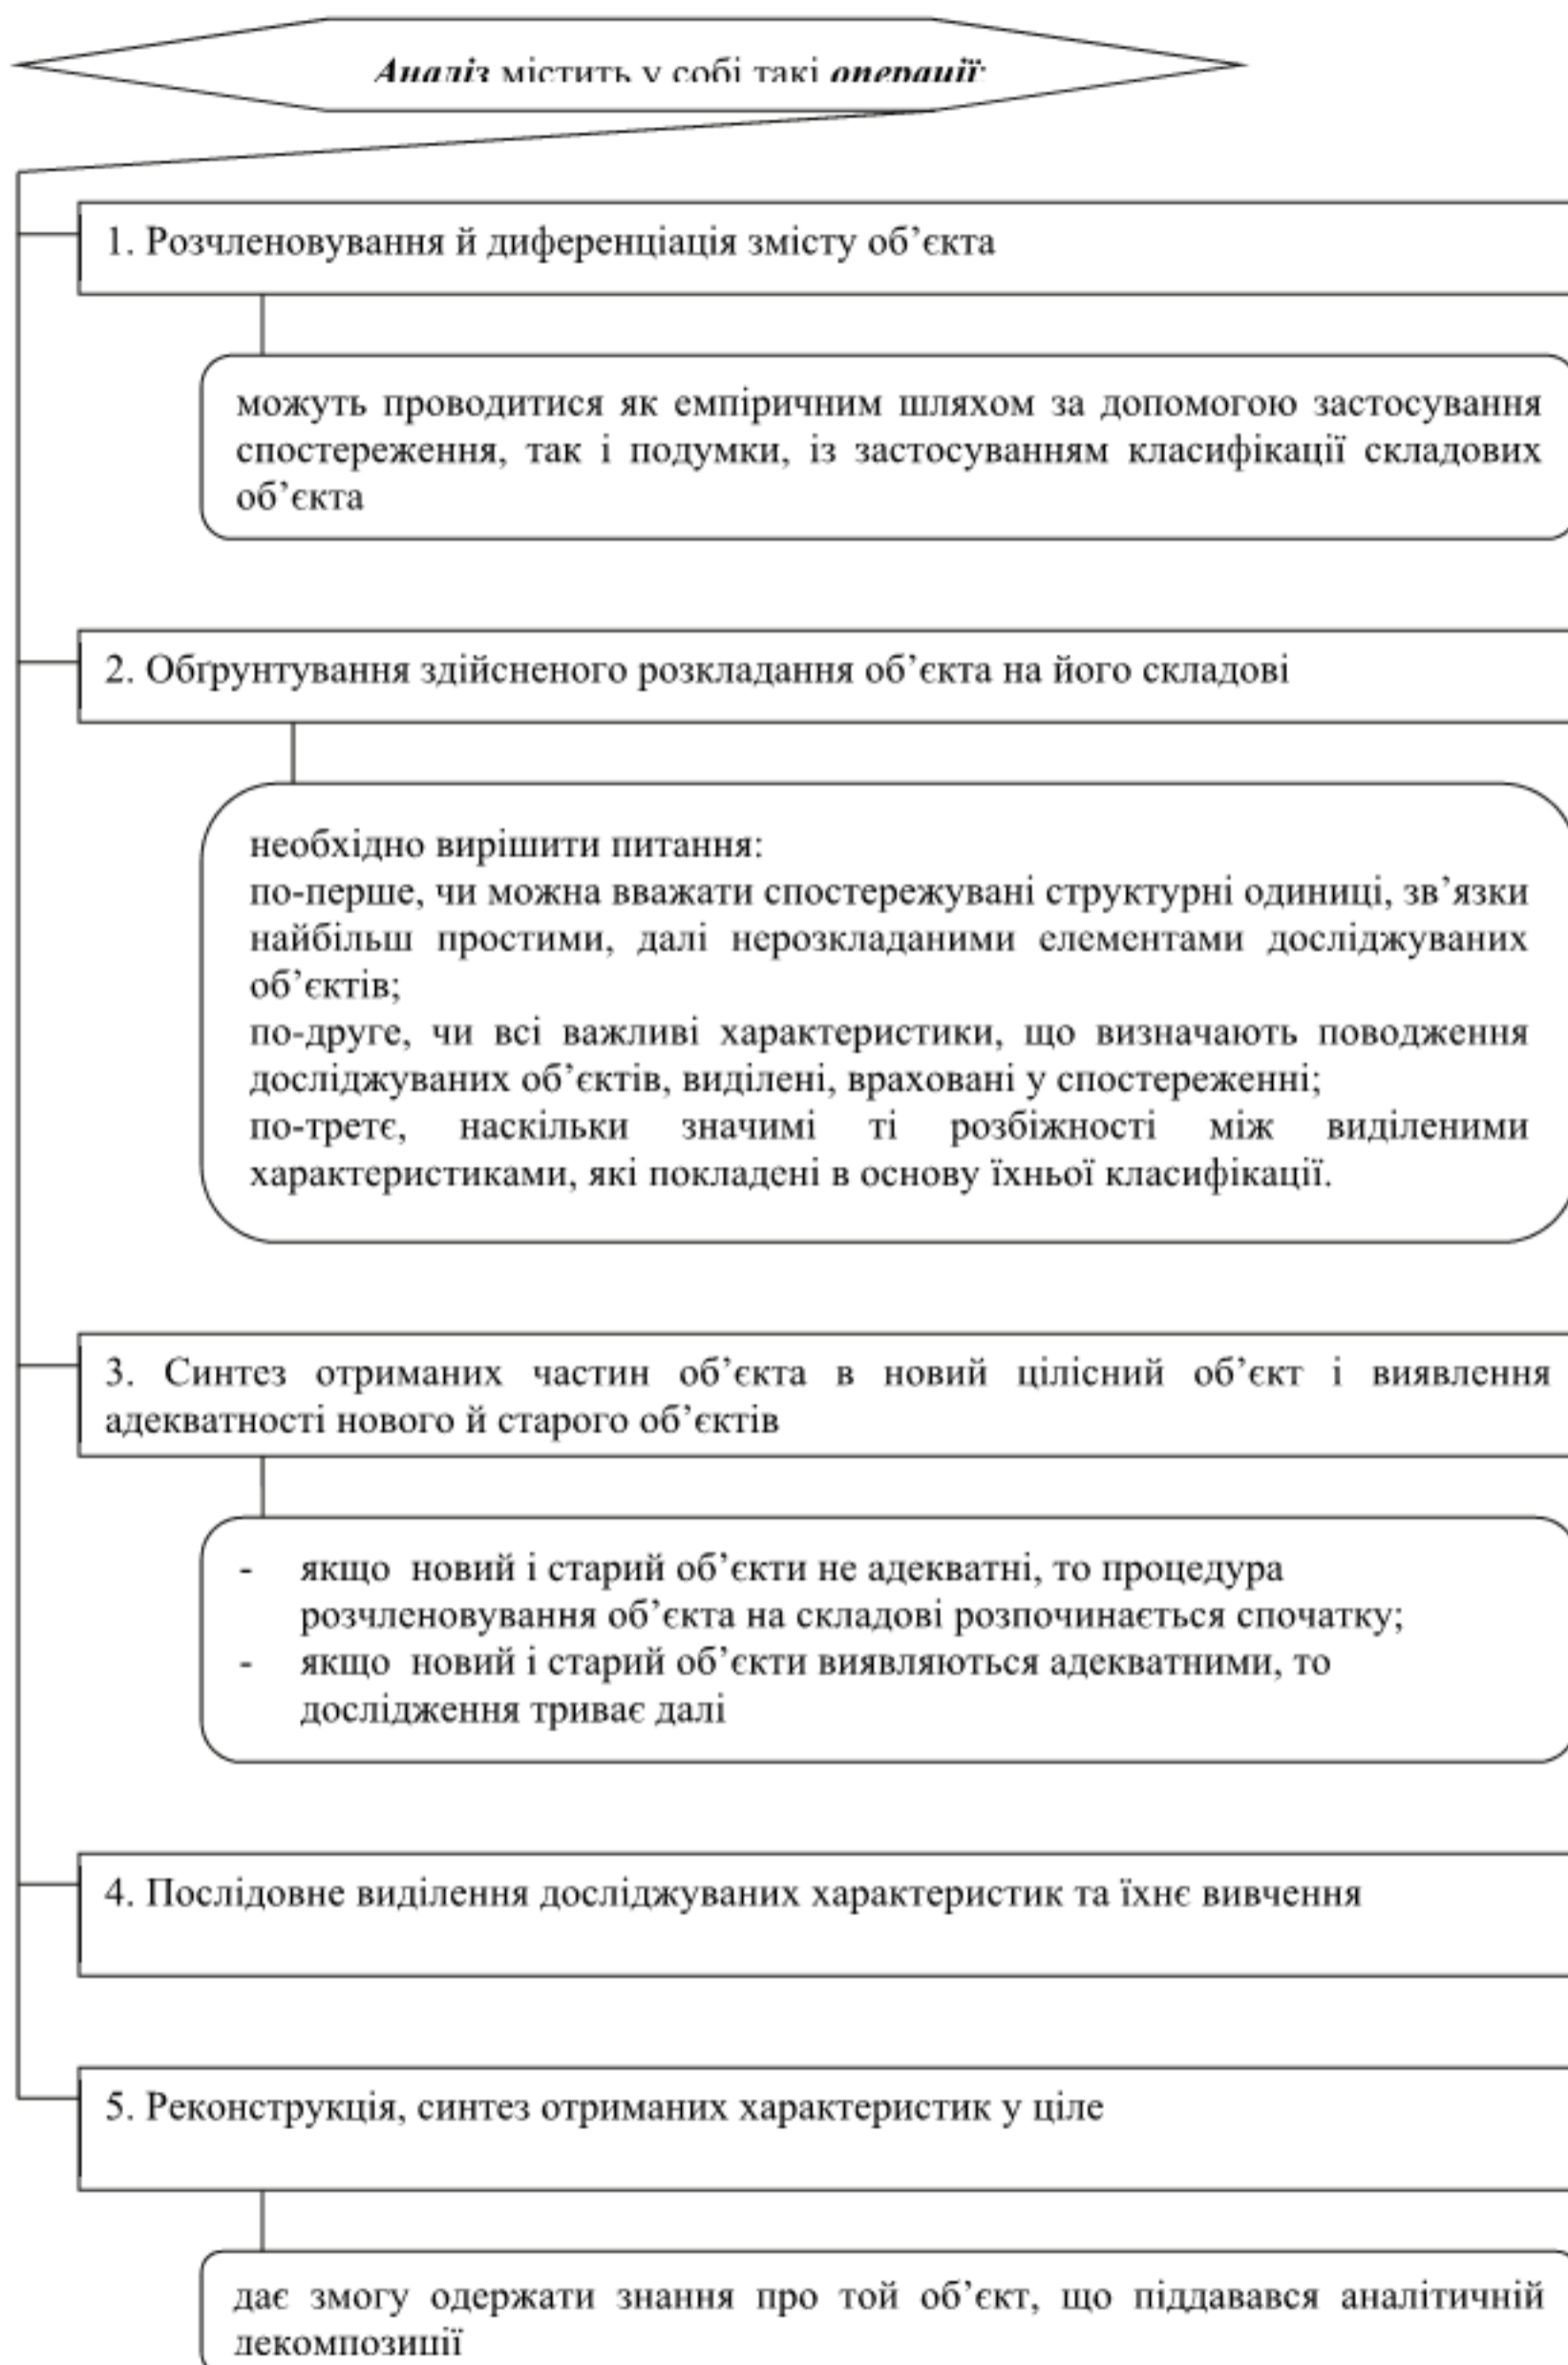 Аналіз містить у собі такі операції:
1. Розчленовування й диференціація змісту об’єкта
можуть проводитися як емпіричним шляхом за допомогою застосування
спостереження, так і подумки, із застосуванням класифікації складових
об’єкта
2. Обґрунтування здійсненого розкладання об’єкта на його складові
необхідно вирішити питання:
по-перше, чи можна вважати спостережувані структурні одиниці, зв’язки
найбільш простими, далі нерозкладаними елементами досліджуваних
об’єктів;
по-друге, чи всі важливі характеристики, що визначають поводження
досліджуваних об’єктів, виділені, враховані у спостереженні;
по-третє, наскільки значимі ті розбіжності між виділеними
характеристиками, які покладені в основу їхньої класифікації.
3. Синтез отриманих частин об’єкта в новий цілісний об’єкт і виявлення
адекватності нового й старого об’єктів
- якщо новий і старий об’єкти не адекватні, то процедура
розчленовування об’єкта на складові розпочинається спочатку;
- якщо новий і старий об’єкти виявляються адекватними, то
дослідження триває далі
4. Послідовне виділення досліджуваних характеристик та їхнє вивчення
5. Реконструкція, синтез отриманих характеристик у ціле
дає змогу одержати знання про той об’єкт, що піддавався аналітичній
декомпозиції